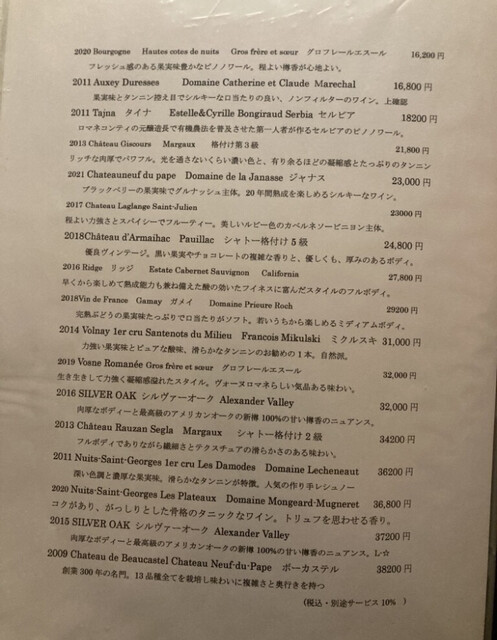 2020 Bourgogne Hautes cotes de nuits Gros frère et sœur グロフレールエスール 16,200円
フレッシュ感のある果実味豊かなピノノワール。程よい樽香が心地よい。
2011 Auxey Duresses Domaine Catherine et Claude Marechal 16,800円
果実味とタンニン控え目でシルキーな口当たりの良い、ノンフィルターのワイン。上級認
2011 Tajna タイナ Estelle&Cyrille Bongiraud Serbia セルビア 18200円
ロマネコンティの元醸造長で有機農法を普及させた第一人者が作るセルビアのピノノワール。
2013 Château Giscours Margaux 格付け第3級 21,800円
リッチな肉厚でパワフル。光を通さないくらい濃い色と、有り余るほどの凝縮感とたっぷりのタンニン
2021 Chateauneuf du pape Domaine de la Janasse ジャナス 23,000円
ブラックベリーの果実味でグルナッシュ主体。20年間熟成を楽しめるシルキーなワイン。
2017 Chateau Laglange Saint-Julien 23000円
程よい力強さとスパイシーでフルーティー。美しいルビー色のカベルネソービニヨン主体。
2018Château d'Armaihac Pauillac シャトー格付け5級 24,800円
優良ヴィンテージ。黒い果実やチョコレートの複雑な香りと、優しくも、厚みのあるボディ。
2016 Ridge リッジ Estate Cabernet Sauvignon California 27,800円
早くから楽しめて熟成能力も兼ね備えた酸の効いたフイネスに富んだスタイルのフルボディ。
2018Vin de France Gamay ガメイ Domaine Prieure Roch 29200円
完熟ぶどうの果実味たっぷりで口当たりがソフト。若いうちから楽しめるミディアムボディ。
2014 Volnay 1er cru Santenots du Milieu Francois Mikulski ミクルスキ 31,000円
力強い果実味とピュアな酸味、滑らかなタンニンのお勧めの1本。自然派。
2019 Vosne Romanée Gros frère et sœur グロフレールエスール 32,000円
生き生きして力強く凝縮感溢れたスタイル。ヴォーヌロマネらしい気品ある味わい。
2016 SILVER OAK シルヴァーオーク Alexander Valley 32,000円
肉厚なボディーと最高級のアメリカンオークの新樽100%の甘い樽香のニュアンス。
2013 Château Rauzan Segla Margaux シャトー格付け2級 34200円
フルボディでありながら繊細さとテクスチュアの滑らかさのある味わい。
2011 Nuits-Saint-Georges 1er cru Les Damodes Domaine Lecheneaut 36200円
深い色調と濃厚な果実味。滑らかなタンニンが特徴。人気の作り手レシュノー
2020 Nuits-Saint-Georges Les Plateaux Domaine Mongeard-Mugneret 36,800円
コクがあり、がっしりとした骨格のタニックなワイン。トリュフを思わせる香り。
2015 SILVER OAK シルヴァーオーク Alexander Valley 37200円
肉厚なボディーと最高級のアメリカンオークの新樽100%の甘い樽香のニュアンス。L☆
2009 Chateau de Beaucastel Chateau Neuf-du-Pape ボーカステル 38200円
創業300年の名門。13品種全てを栽培し味わいに複雑さと奥行きを持つ
(税込・別途サービス10% )